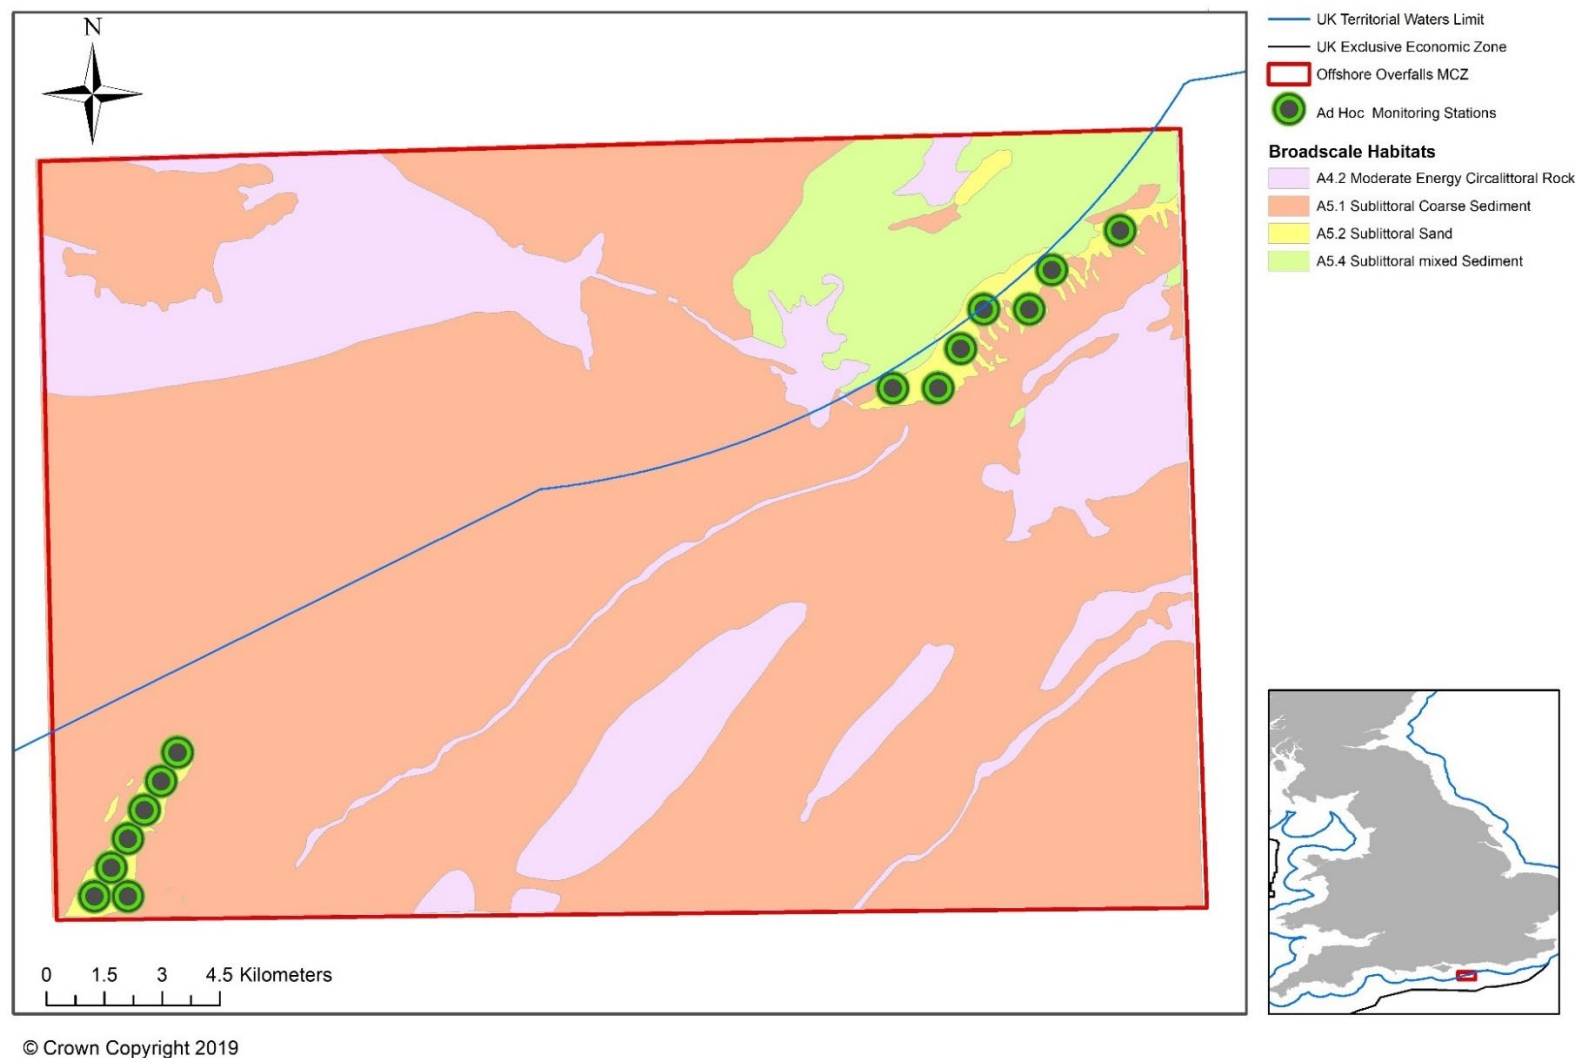 N
UK Territorial Waters Limit
UK Exclusive Economic Zone
Offshore Overfalls MCZ
Ad Hoc Monitoring Stations
Broadscale Habitats
A4.2 Moderate Energy Circalittoral Rock
A5.1 Sublittoral Coarse Sediment
A5.2 Sublittoral Sand
A5.4 Sublittoral mixed Sediment
0 1.5 3 4.5 Kilometers
© Crown Copyright 2019